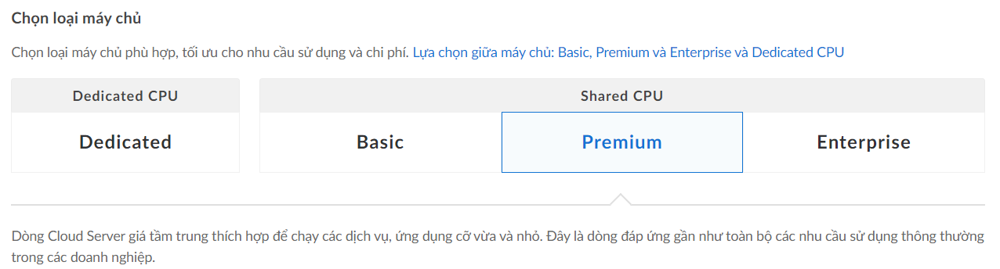 Chọn loại máy chủ
Chọn loại máy chủ phù hợp, tối ưu cho nhu cầu sử dụng và chi phí. Lựa chọn giữa máy chủ: Basic, Premium và Enterprise và Dedicated CPU
Dedicated CPU
Shared CPU
Dedicated
Basic
Premium
Enterprise
Dòng Cloud Server giá tầm trung thích hợp để chạy các dịch vụ, ứng dụng cỡ vừa và nhỏ. Đây là dòng đáp ứng gần như toàn bộ các nhu cầu sử dụng thông thường
trong các doanh nghiệp.